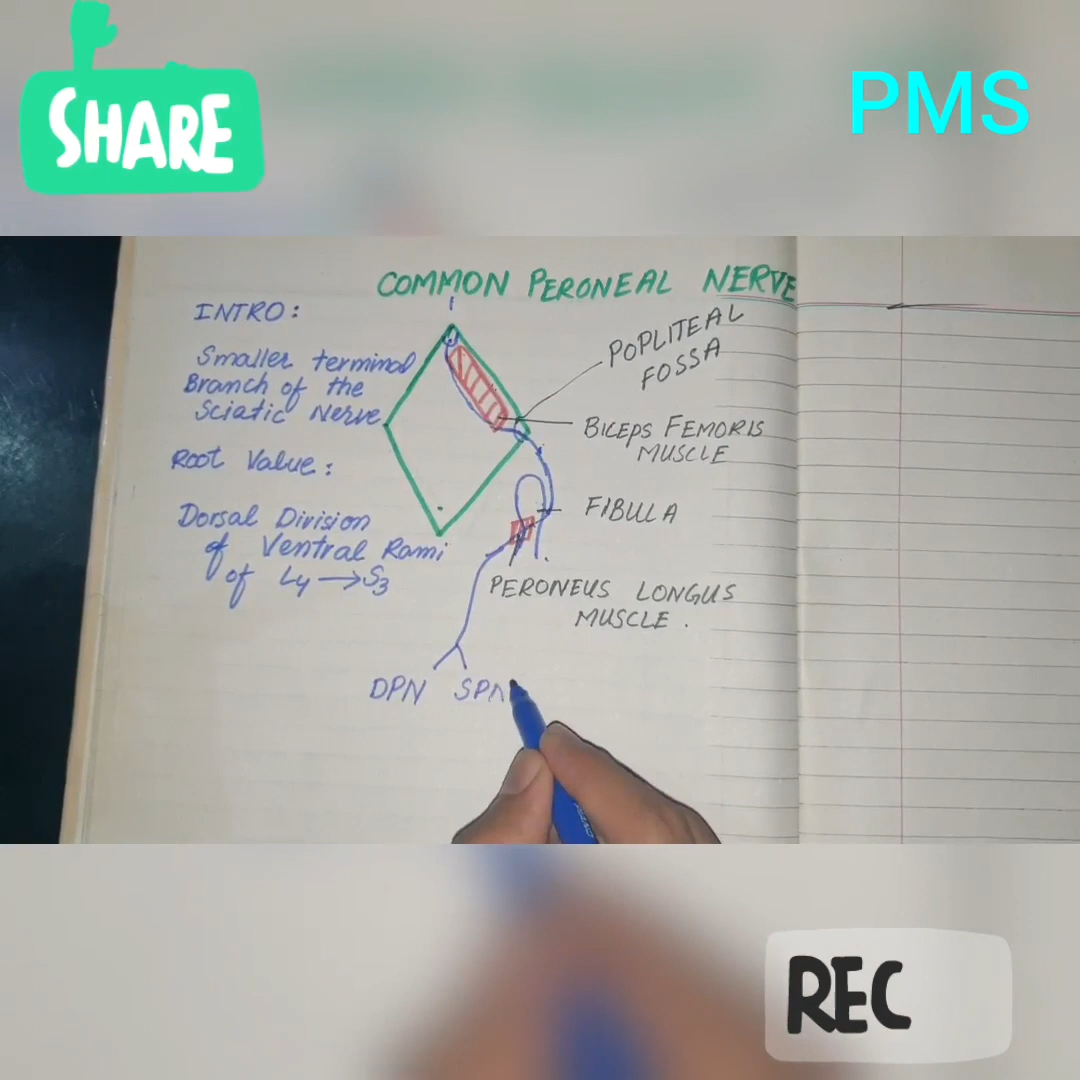 SHARE
PMS
COMMON PERONEAL NERVE
INTRO:
Smaller terminal
Branch of the
Sciatic Nerve
Root Value:
Dorsal Division
of Ventral Rami
of L4 → S3
POPLITEAL
FOSSA
BICEPS FEMORIS
MUSCLE
FIBULA
PERONEUS LONGUS
MUSCLE.
DPN SPN
REC